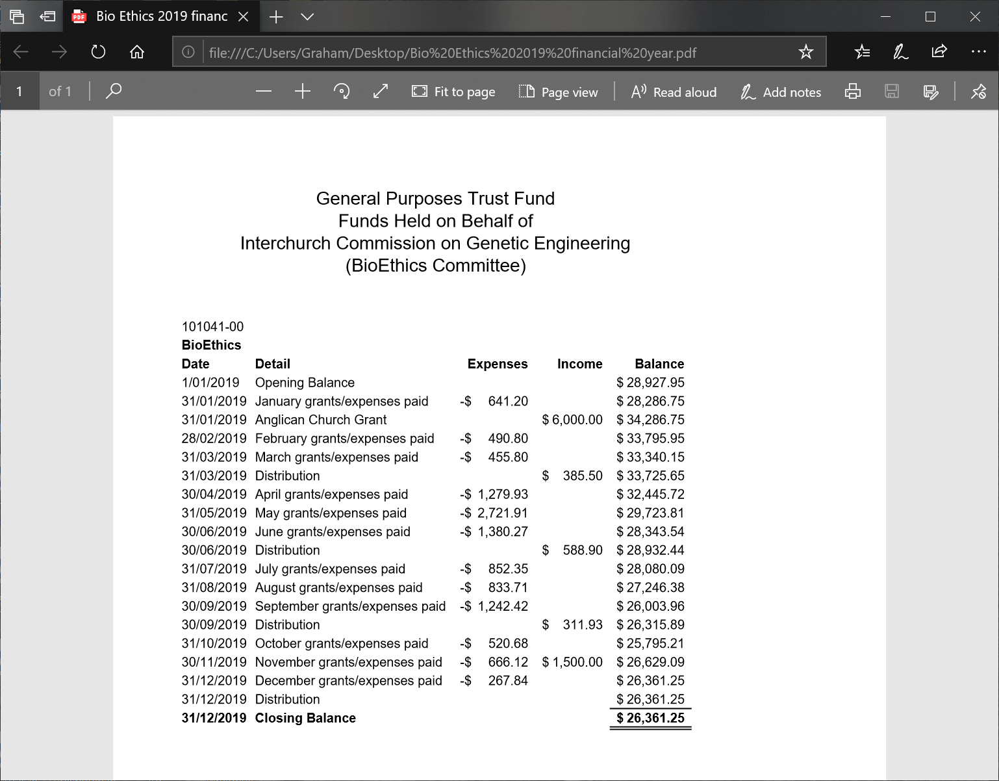 Bio Ethics 2019 financ
file:///C:/Users/Graham/Desktop/Bio%20Ethics%202019%20financial%20year.pdf
1 of 1 Fit to page Page view Read aloud Add notes
General Purposes Trust Fund
Funds Held on Behalf of
Interchurch Commission on Genetic Engineering
(BioEthics Committee)
101041-00
BioEthics
Date Detail Expenses Income Balance
1/01/2019 Opening Balance $ 28,927.95
31/01/2019 January grants/expenses paid -$ 641.20 $ 28,286.75
31/01/2019 Anglican Church Grant $ 6,000.00 $ 34,286.75
28/02/2019 February grants/expenses paid -$ 490.80 $ 33,795.95
31/03/2019 March grants/expenses paid -$ 455.80 $ 33,340.15
31/03/2019 Distribution $ 385.50 $ 33,725.65
30/04/2019 April grants/expenses paid -$ 1,279.93 $ 32,445.72
31/05/2019 May grants/expenses paid -$ 2,721.91 $ 29,723.81
30/06/2019 June grants/expenses paid -$ 1,380.27 $ 28,343.54
30/06/2019 Distribution $ 588.90 $ 28,932.44
31/07/2019 July grants/expenses paid -$ 852.35 $ 28,080.09
31/08/2019 August grants/expenses paid -$ 833.71 $ 27,246.38
30/09/2019 September grants/expenses paid -$ 1,242.42 $ 26,003.96
30/09/2019 Distribution $ 311.93 $ 26,315.89
31/10/2019 October grants/expenses paid -$ 520.68 $ 25,795.21
30/11/2019 November grants/expenses paid -$ 666.12 $ 1,500.00 $ 26,629.09
31/12/2019 December grants/expenses paid -$ 267.84 $ 26,361.25
31/12/2019 Distribution $ 26,361.25
31/12/2019 Closing Balance $ 26,361.25